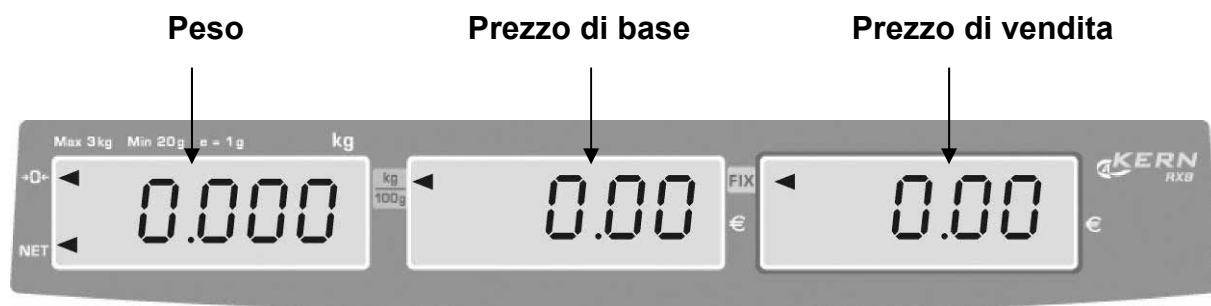 Peso Prezzo di base Prezzo di vendita
Max 3kg Min 20g e = 1g kg
→0← 0.000 kg 100g 0.00 FIX € 0.00 € KERN RXB
NET